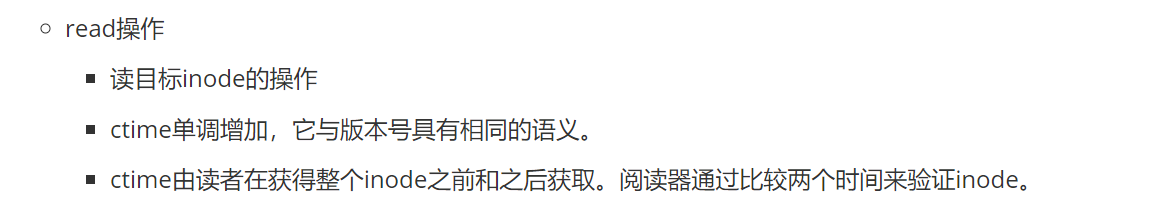 read操作
读目标inode的操作
ctime单调增加，它与版本号具有相同的语义。
ctime由读者在获得整个inode之前和之后获取。阅读器通过比较两个时间来验证inode。